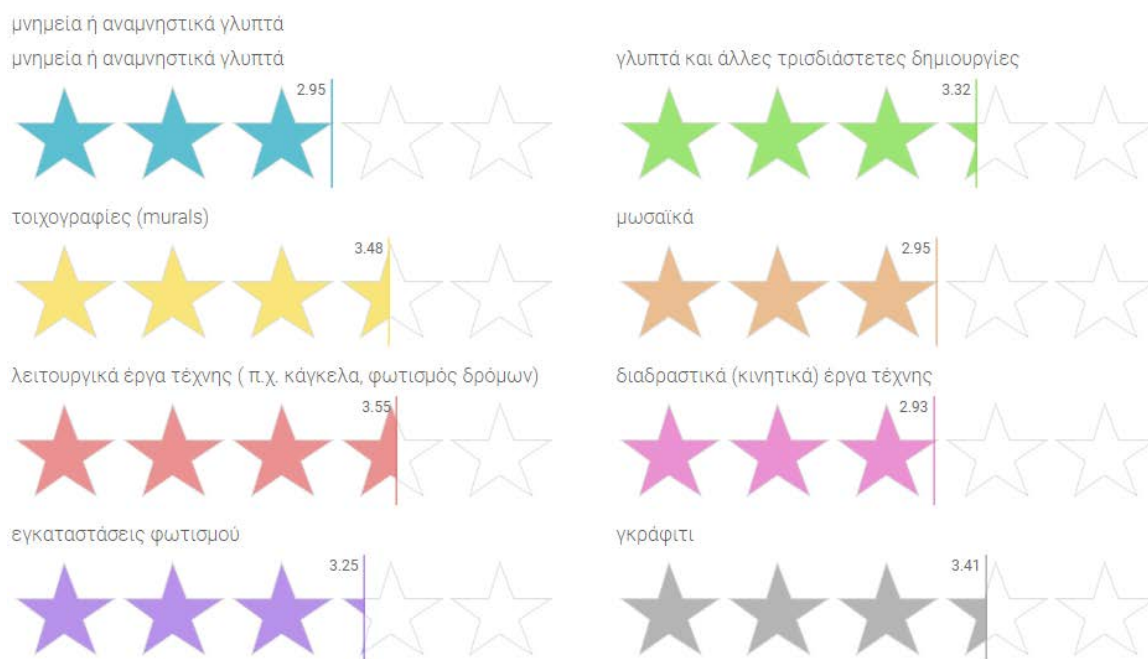 μνημεία ή αναμνηστικά γλυπτά
μνημεία ή αναμνηστικά γλυπτά
2.95
γλυπτά και άλλες τρισδιάστετες δημιουργίες
3.32
τοιχογραφίες (murals)
3.48
μωσαϊκά
2.95
λειτουργικά έργα τέχνης ( π.χ. κάγκελα, φωτισμός δρόμων)
3.55
διαδραστικά (κινητικά) έργα τέχνης
2.93
εγκαταστάσεις φωτισμού
3.25
γκράφιτι
3.41